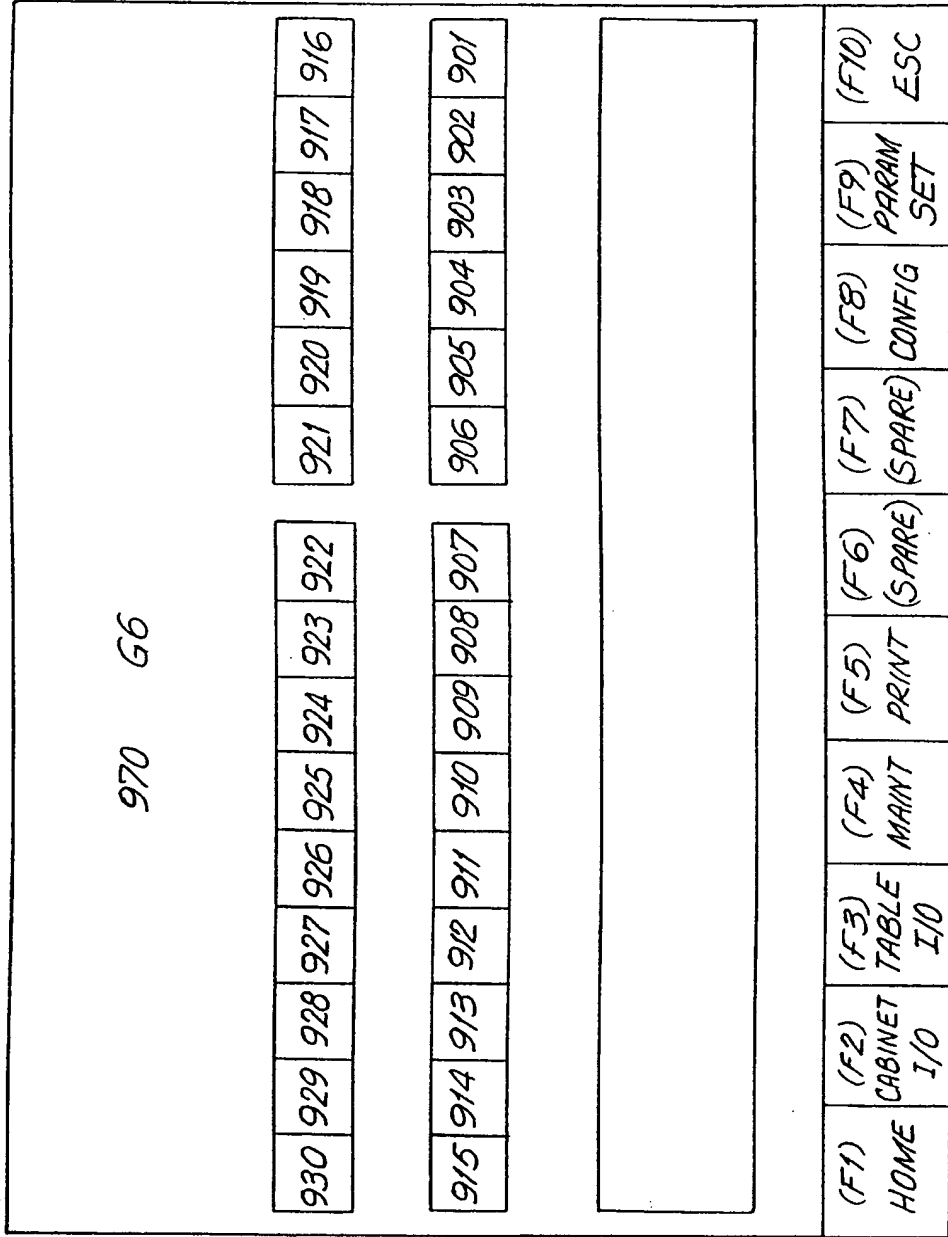 970 G6
930 929 928 927 926 925 924 923 922 921 920 919 918 917 916
915 914 913 912 911 910 909 908 907 906 905 904 903 902 901
(F1) (F2) (F3) (F4) (F5) (F6) (F7) (F8) (F9) (F10)
HOME CABINET TABLE MAINT PRINT (SPARE) (SPARE) CONFIG PARAM ESC
I/O I/O SET